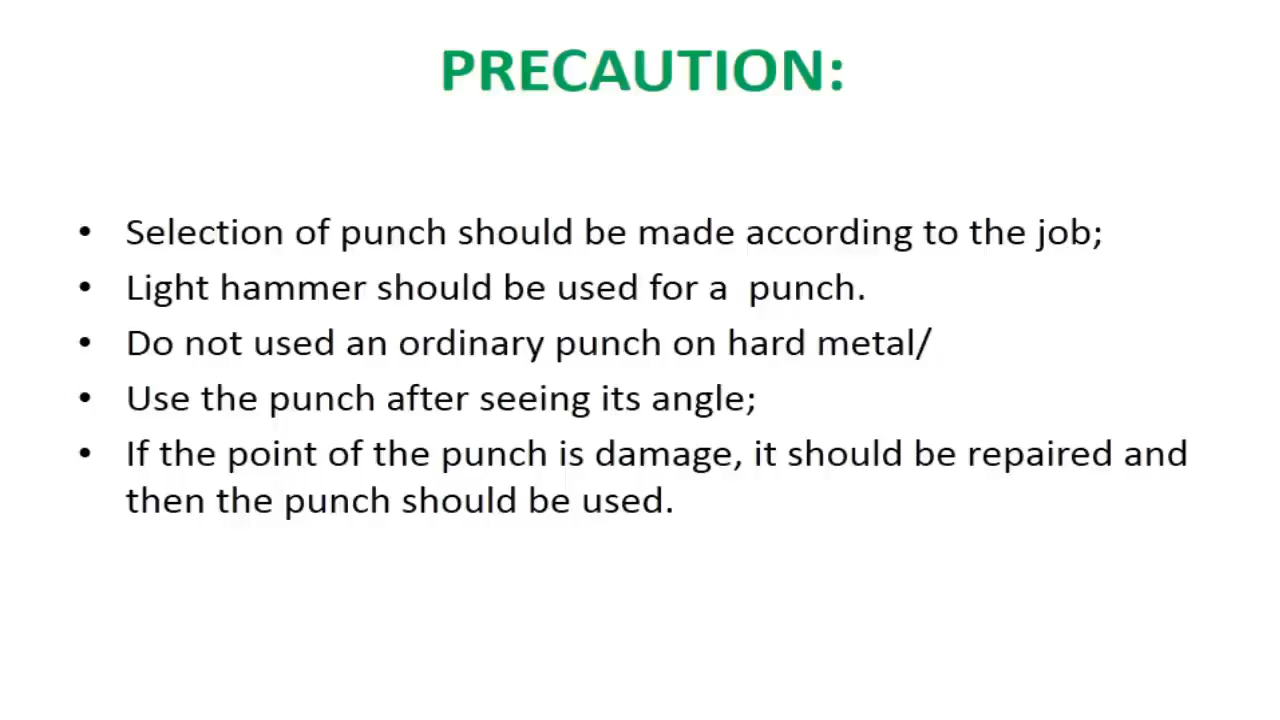 PRECAUTION:
• Selection of punch should be made according to the job;
• Light hammer should be used for a  punch.
• Do not used an ordinary punch on hard metal/
• Use the punch after seeing its angle;
• If the point of the punch is damage, it should be repaired and
then the punch should be used.